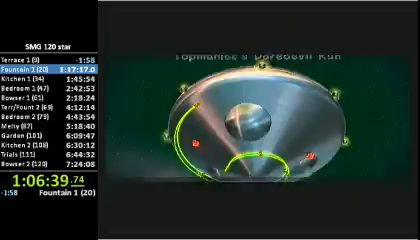 SMG 120 star
Terrace 1 (9) -1:58
Fountain 1 (20) 1:17:17.0
Kitchen 1 (34) 1:45:54
Bedroom 1 (47) 2:42:53
Bowser 1 (61) 2:18:24
Terr/Fount 2 (69) 4:12:14
Bedroom 2 (79) 4:43:54
Melty (87) 5:18:40
Garden (101) 6:09:47
Kitchen 2 (108) 6:30:12
Trials (111) 6:44:32
Bowser 2 (120) 7:24:08
1:06:39.74
-1:58 Fountain 1 (20)